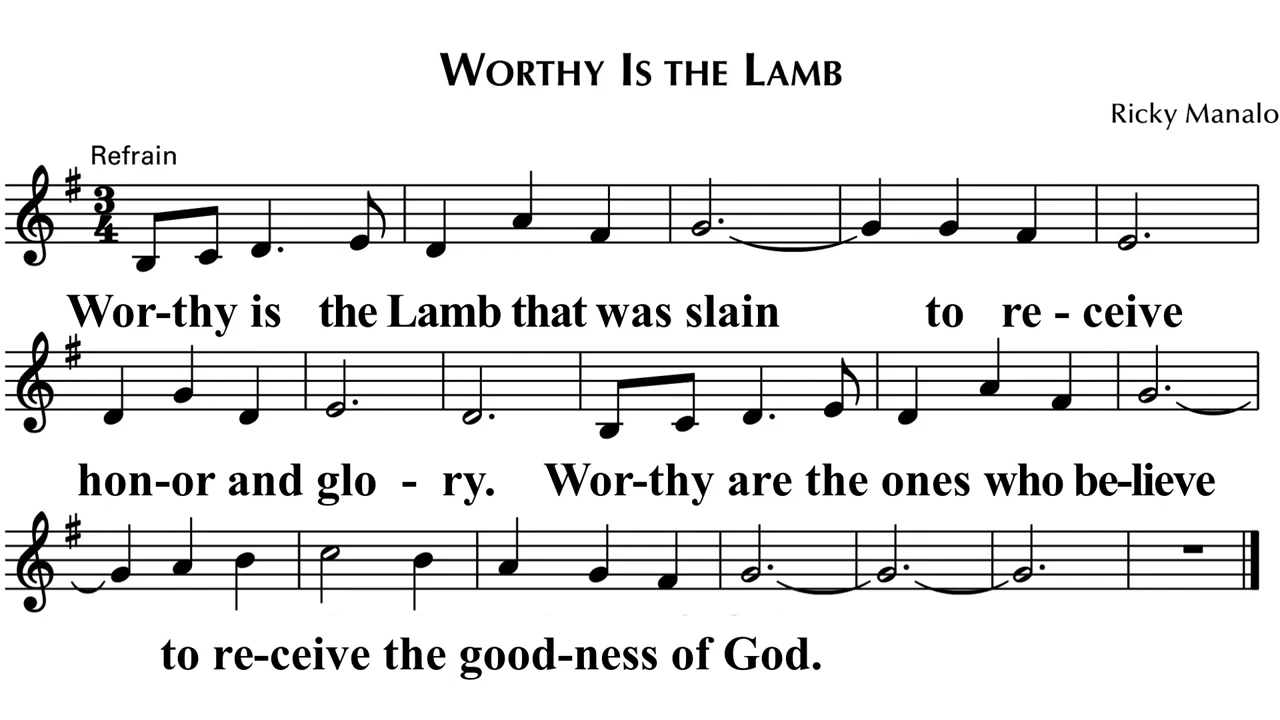 WORTHY IS THE LAMB
Ricky Manalo
Refrain
3
4
Wor-thy is the Lamb that was slain to re - ceive
hon-or and glo - ry. Wor-thy are the ones who be-lieve
to re-ceive the good-ness of God.